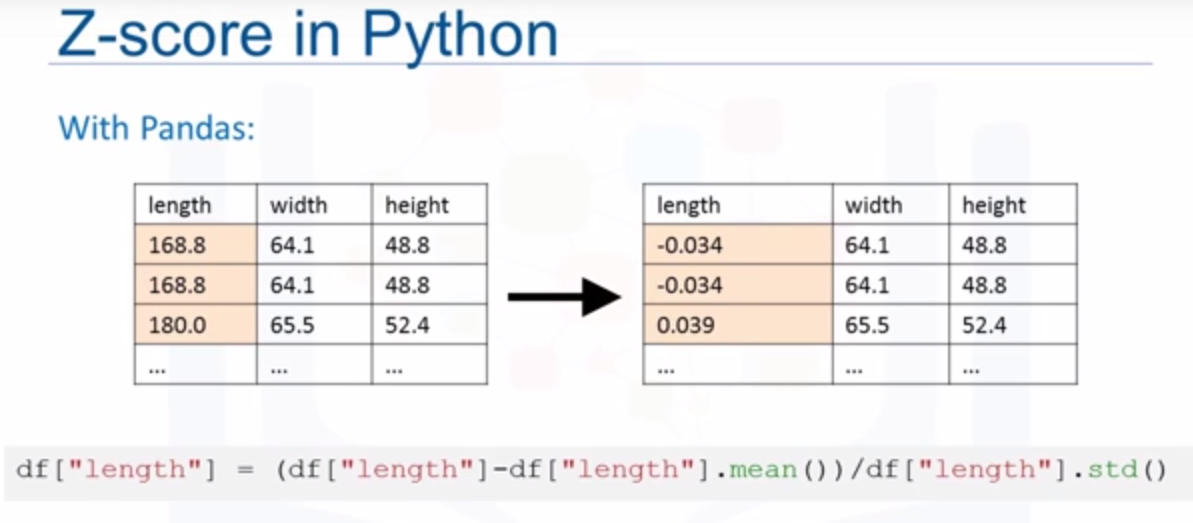 Z-score in Python
With Pandas:
length width height
168.8 64.1 48.8
168.8 64.1 48.8
180.0 65.5 52.4
... ... ...
length width height
-0.034 64.1 48.8
-0.034 64.1 48.8
0.039 65.5 52.4
... ... ...
df["length"] = (df["length"]-df["length"].mean())/df["length"].std()